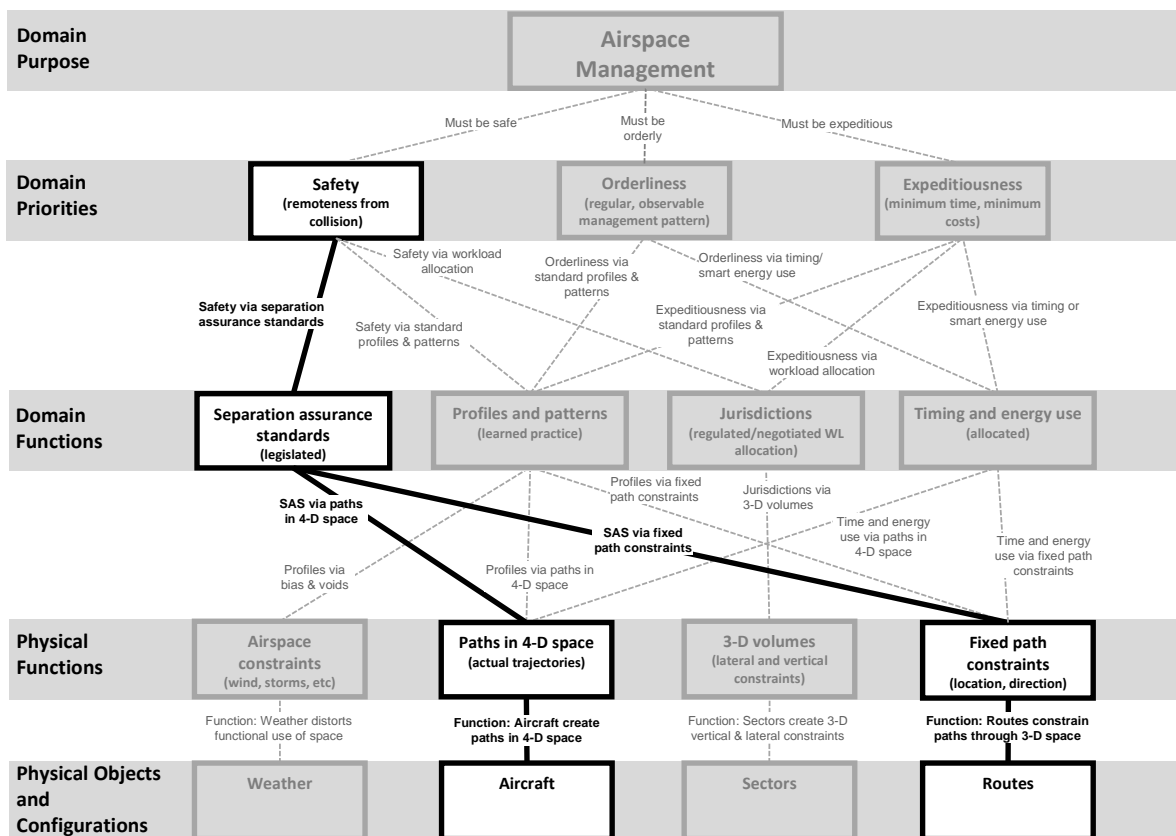 Domain
Purpose
Airspace
Management
Must be safe
Must be
orderly
Must be expeditious
Domain
Priorities
Safety
(remoteness from
collision)
Orderliness
(regular, observable
management pattern)
Expeditiousness
(minimum time, minimum
costs)
Safety via workload
allocation
Orderliness via
standard profiles &
patterns
Orderliness via timing/
smart energy use
Safety via separation
assurance standards
Safety via standard
profiles & patterns
Expeditiousness via
standard profiles &
patterns
Expeditiousness via timing or
smart energy use
Expeditiousness via
workload allocation
Domain
Functions
Separation assurance
standards
(legislated)
Profiles and patterns
(learned practice)
Jurisdictions
(regulated/negotiated WL
allocation)
Timing and energy use
(allocated)
SAS via paths
in 4-D space
Profiles via fixed
path constraints
Jurisdictions via
3-D volumes
SAS via fixed
path constraints
Time and energy
use via paths in
4-D space
Time and energy
use via fixed path
constraints
Profiles via
bias & voids
Profiles via paths in
4-D space
Physical
Functions
Airspace
constraints
(wind, storms, etc)
Paths in 4-D space
(actual trajectories)
3-D volumes
(lateral and vertical
constraints)
Fixed path
constraints
(location, direction)
Function: Weather distorts
functional use of space
Function: Aircraft create
paths in 4-D space
Function: Sectors create 3-D
vertical & lateral constraints
Function: Routes constrain
paths through 3-D space
Physical Objects
and
Configurations
Weather
Aircraft
Sectors
Routes